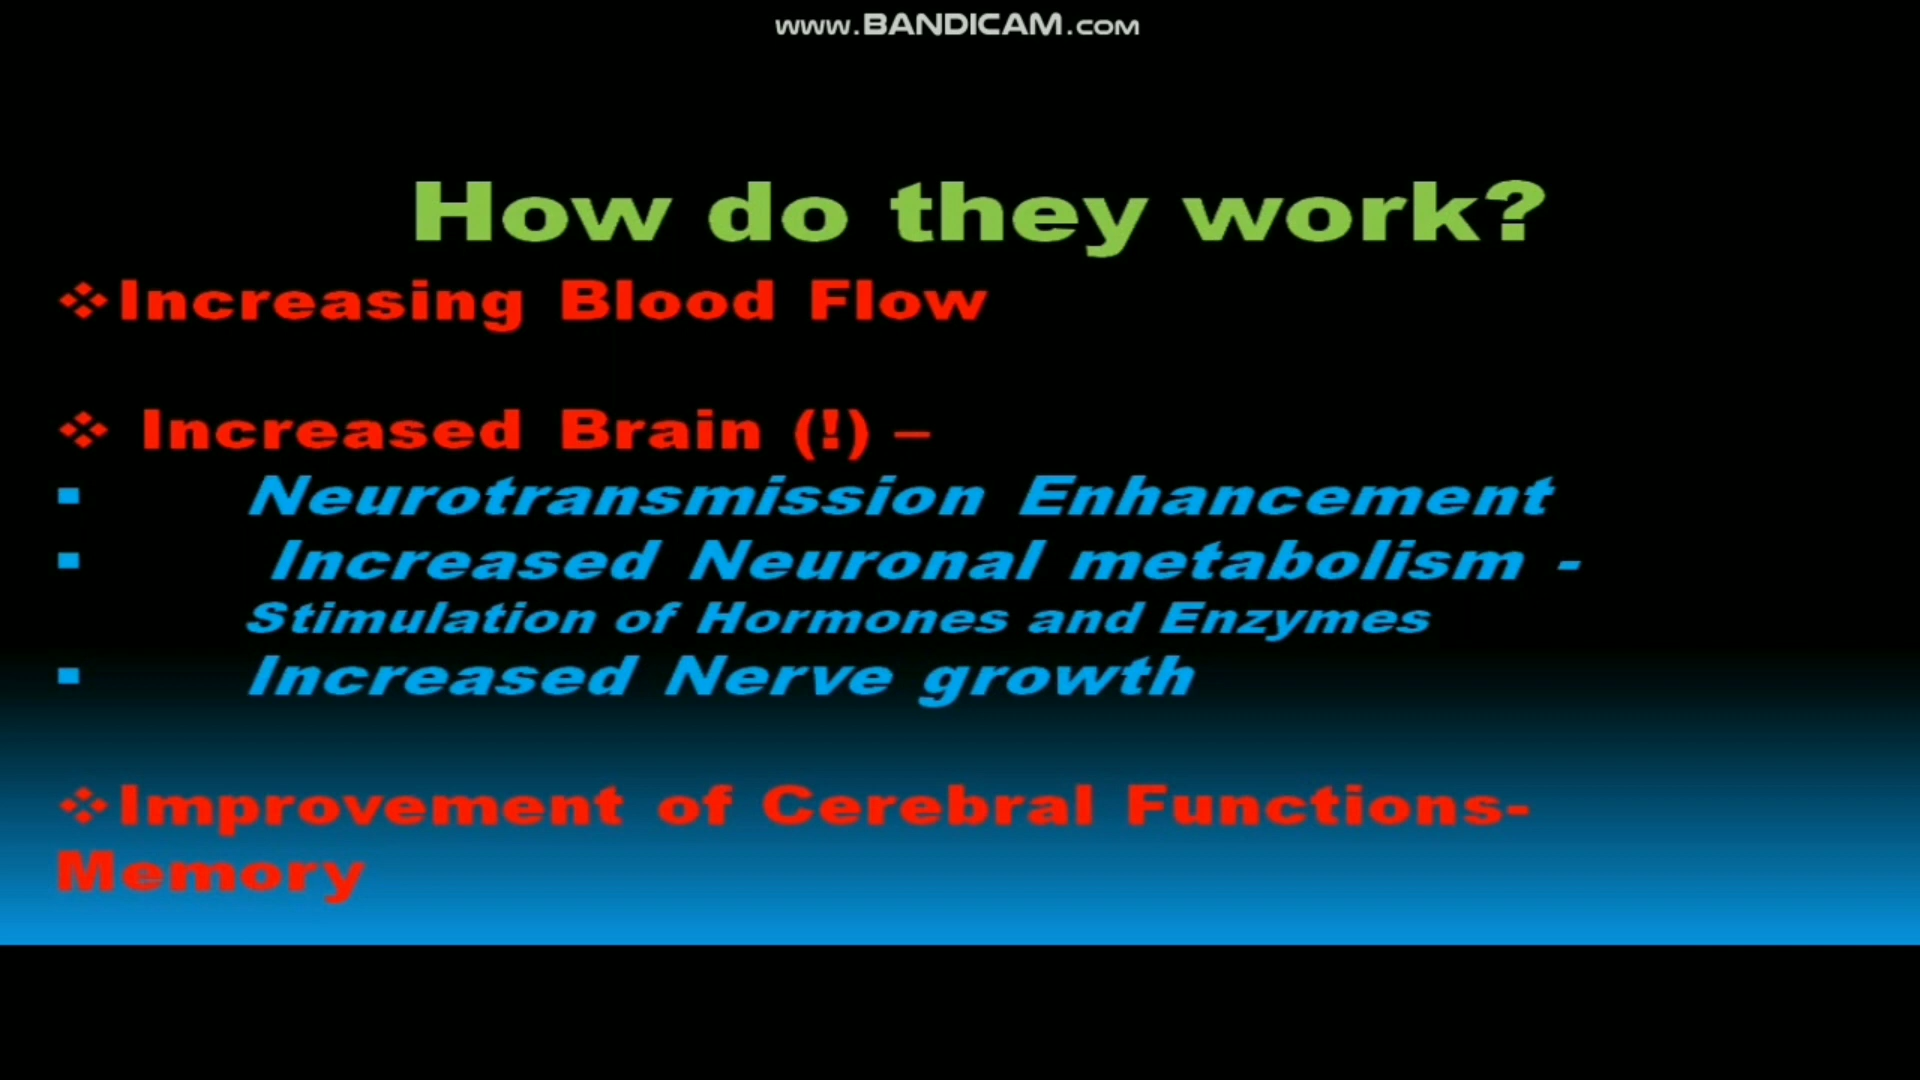 www.BANDICAM.com
How do they work?
❖Increasing Blood Flow
❖ Increased Brain (!) –
▪ Neurotransmission Enhancement
▪ Increased Neuronal metabolism -
Stimulation of Hormones and Enzymes
▪ Increased Nerve growth
❖Improvement of Cerebral Functions-
Memory